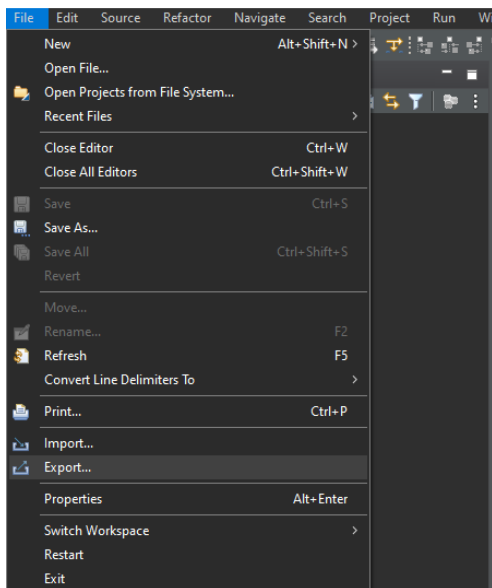 File Edit Source Refactor Navigate Search Project Run
New Alt+Shift+N >
Open File...
Open Projects from File System...
Recent Files >
Close Editor Ctrl+W
Close All Editors Ctrl+Shift+W
Save Ctrl+S
Save As...
Save All Ctrl+Shift+S
Revert
Move...
Rename... F2
Refresh F5
Convert Line Delimiters To >
Print... Ctrl+P
Import...
Export...
Properties Alt+Enter
Switch Workspace >
Restart
Exit